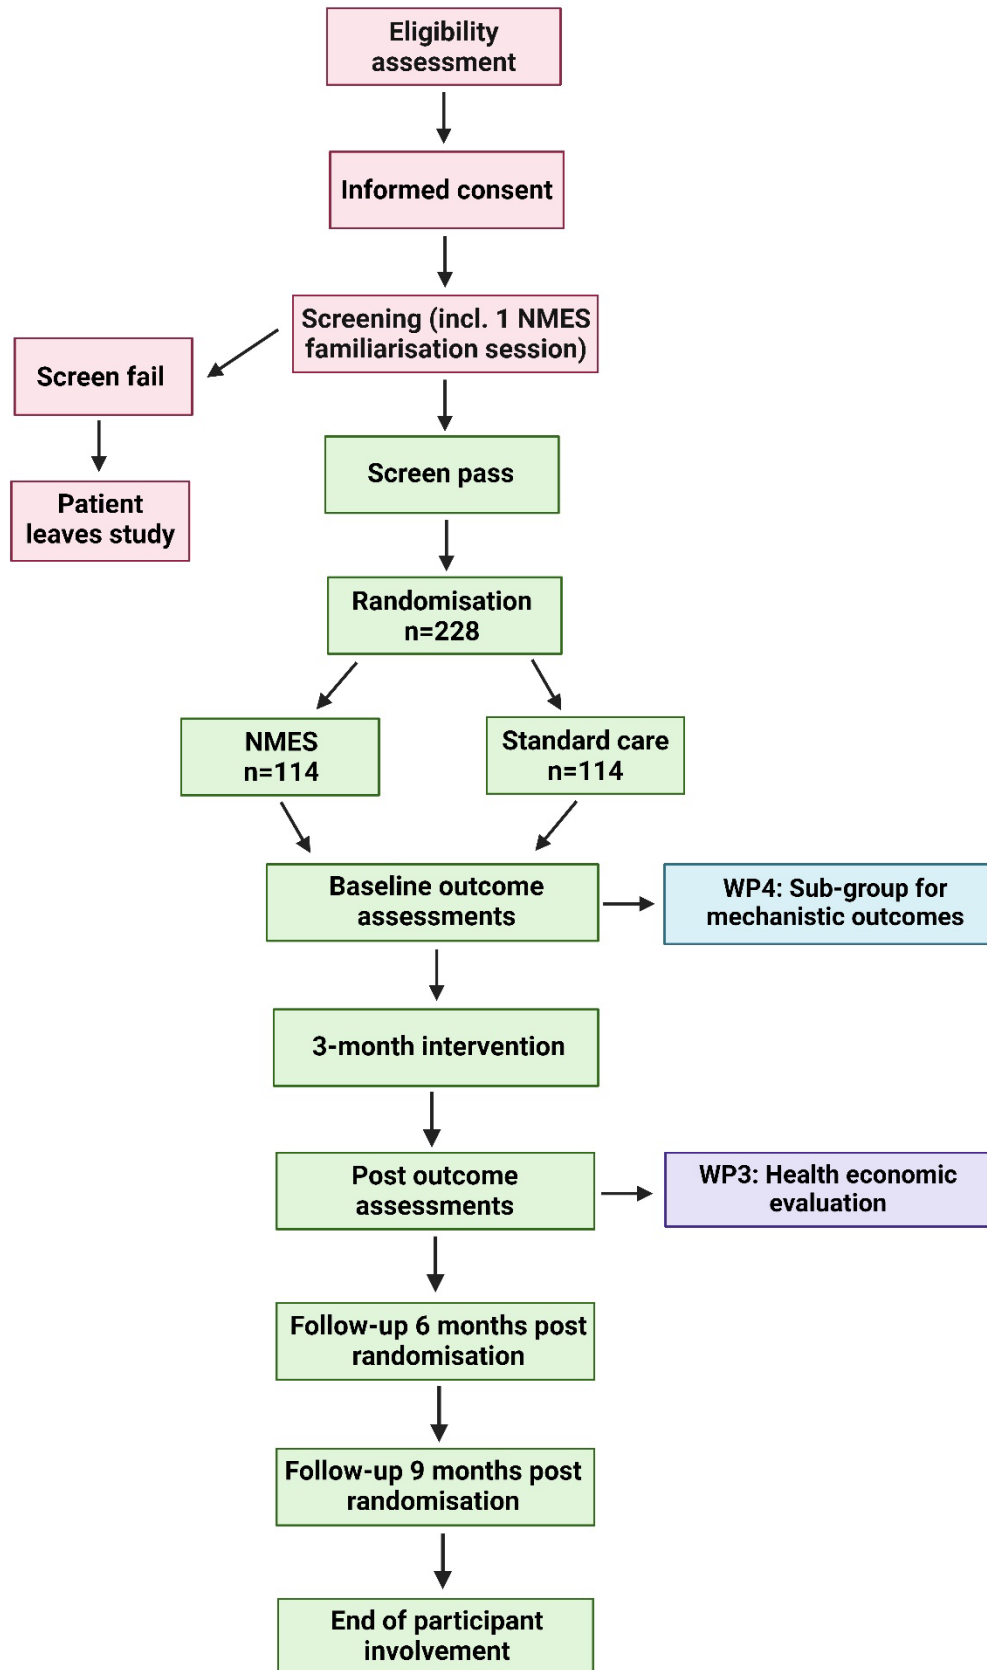 Eligibility
assessment
Informed consent
Screening (incl. 1 NMES
familiarisation session)
Screen fail
Patient
leaves study
Screen pass
Randomisation
n=228
NMES
n=114
Standard care
n=114
Baseline outcome
assessments
WP4: Sub-group for
mechanistic outcomes
3-month intervention
Post outcome
assessments
WP3: Health economic
evaluation
Follow-up 6 months post
randomisation
Follow-up 9 months post
randomisation
End of participant
involvement